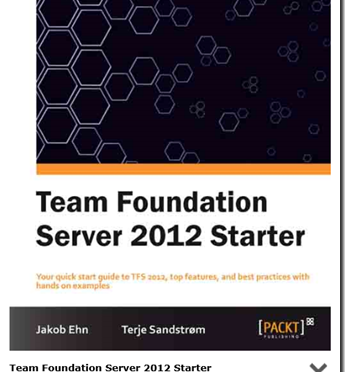 Team Foundation
Server 2012 Starter
Your quick start guide to TFS 2012, top features, and best practices with
hands on examples
Jakob Ehn Terje Sandstrøm
[PACKT]
PUBLISHING
Team Foundation Server 2012 Starter